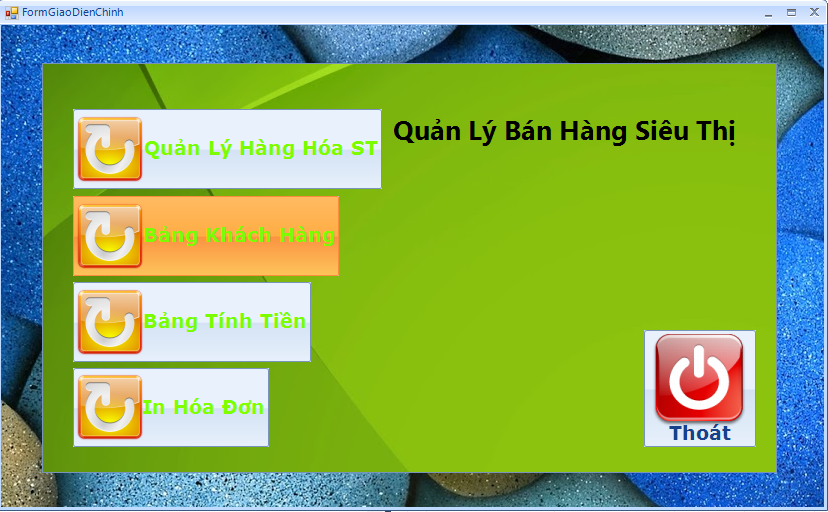 FormGiaoDienChinh
Quản Lý Bán Hàng Siêu Thị
Quản Lý Hàng Hóa ST
Bảng Khách Hàng
Bảng Tính Tiền
In Hóa Đơn
Thoát